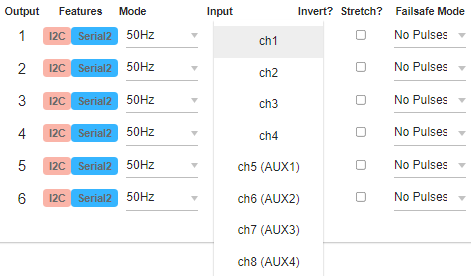 Output Features Mode Input Invert? Stretch? Failsafe Mode
1 I2C Serial2 50Hz ch1 No Pulses
2 I2C Serial2 50Hz ch2 No Pulses
3 I2C Serial2 50Hz ch3 No Pulses
4 I2C Serial2 50Hz ch4 No Pulses
5 I2C Serial2 50Hz ch5 (AUX1) No Pulses
6 I2C Serial2 50Hz ch6 (AUX2) No Pulses
ch7 (AUX3)
ch8 (AUX4)